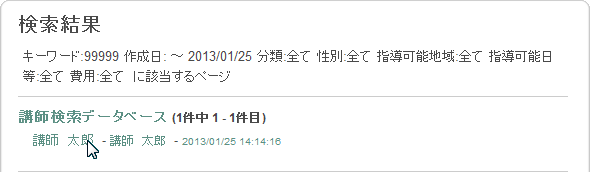 検索結果
キーワード:99999 作成日: ～ 2013/01/25 分類:全て 性別:全て 指導可能地域:全て 指導可能日
等:全て 費用:全て に該当するページ
講師検索データベース (1件中 1 - 1件目)
講師 太郎 - 講師 太郎 - 2013/01/25 14:14:16